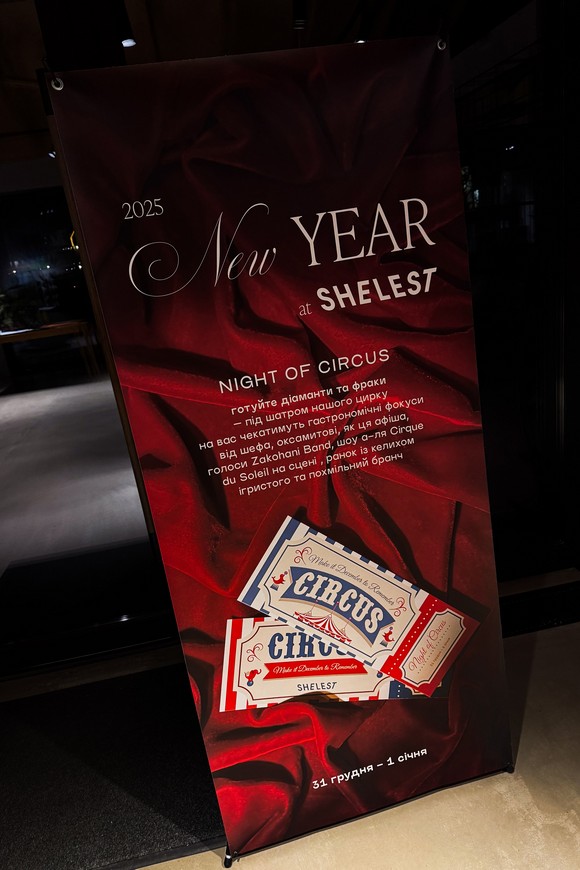 2025
New YEAR
at SHELEST
NIGHT OF CIRCUS
готуйте діаманти та фраки
— під шатром нашого цирку
на вас чекатимуть гастрономічні фокуси
від шефа, оксамитові, як ця афіша,
голоси Zakohani Band, шоу а-ля Cirque
du Soleil на сцені , ранок із келихом
ігристого та похмільний бранч
Make it December to Remember
CIRCUS
Night of Circus
CIRCUS
Make it December to Remember
SHELEST
31 грудня – 1 січня